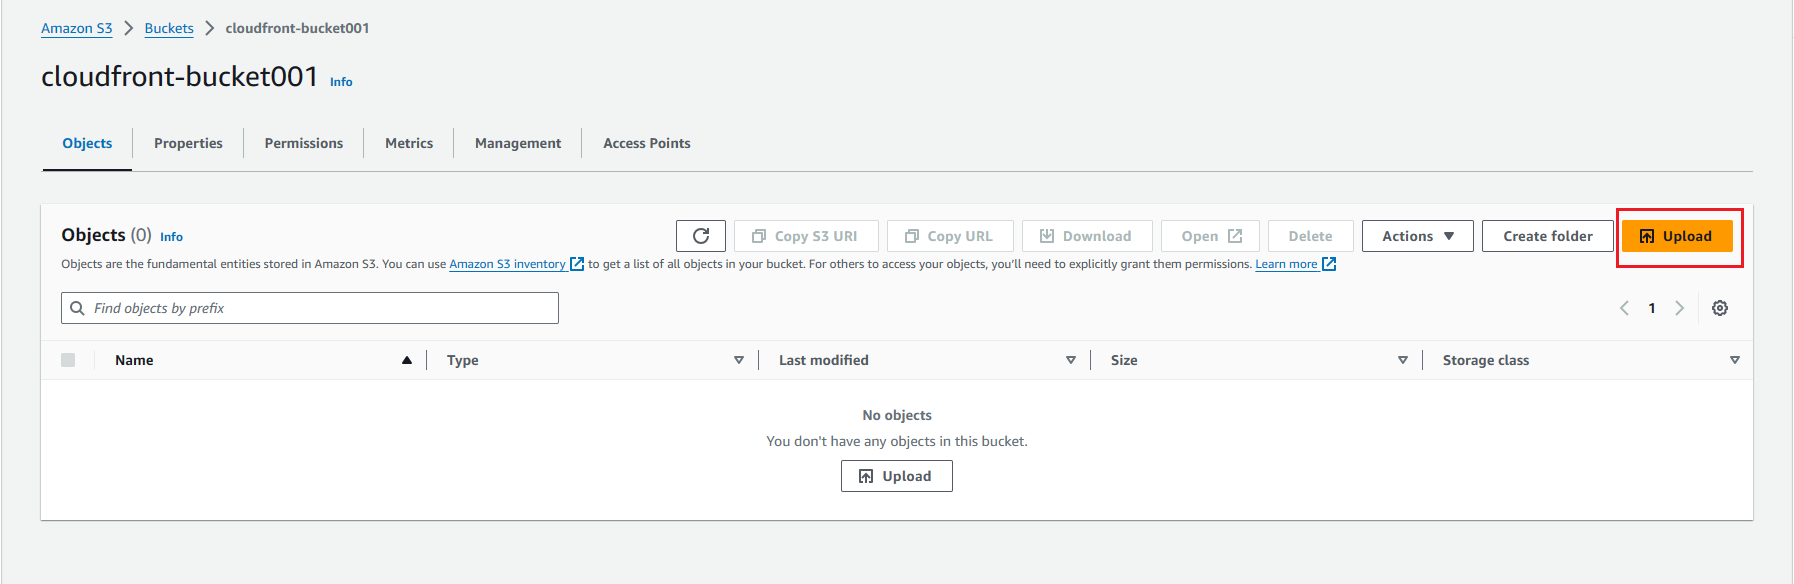 Amazon S3 > Buckets > cloudfront-bucket001
cloudfront-bucket001 Info
Objects Properties Permissions Metrics Management Access Points
Objects (0) Info Copy S3 URI Copy URL Download Open Delete Actions Create folder Upload
Objects are the fundamental entities stored in Amazon S3. You can use Amazon S3 inventory to get a list of all objects in your bucket. For others to access your objects, you'll need to explicitly grant them permissions. Learn more
Find objects by prefix 1
Name Type Last modified Size Storage class
No objects
You don't have any objects in this bucket.
Upload